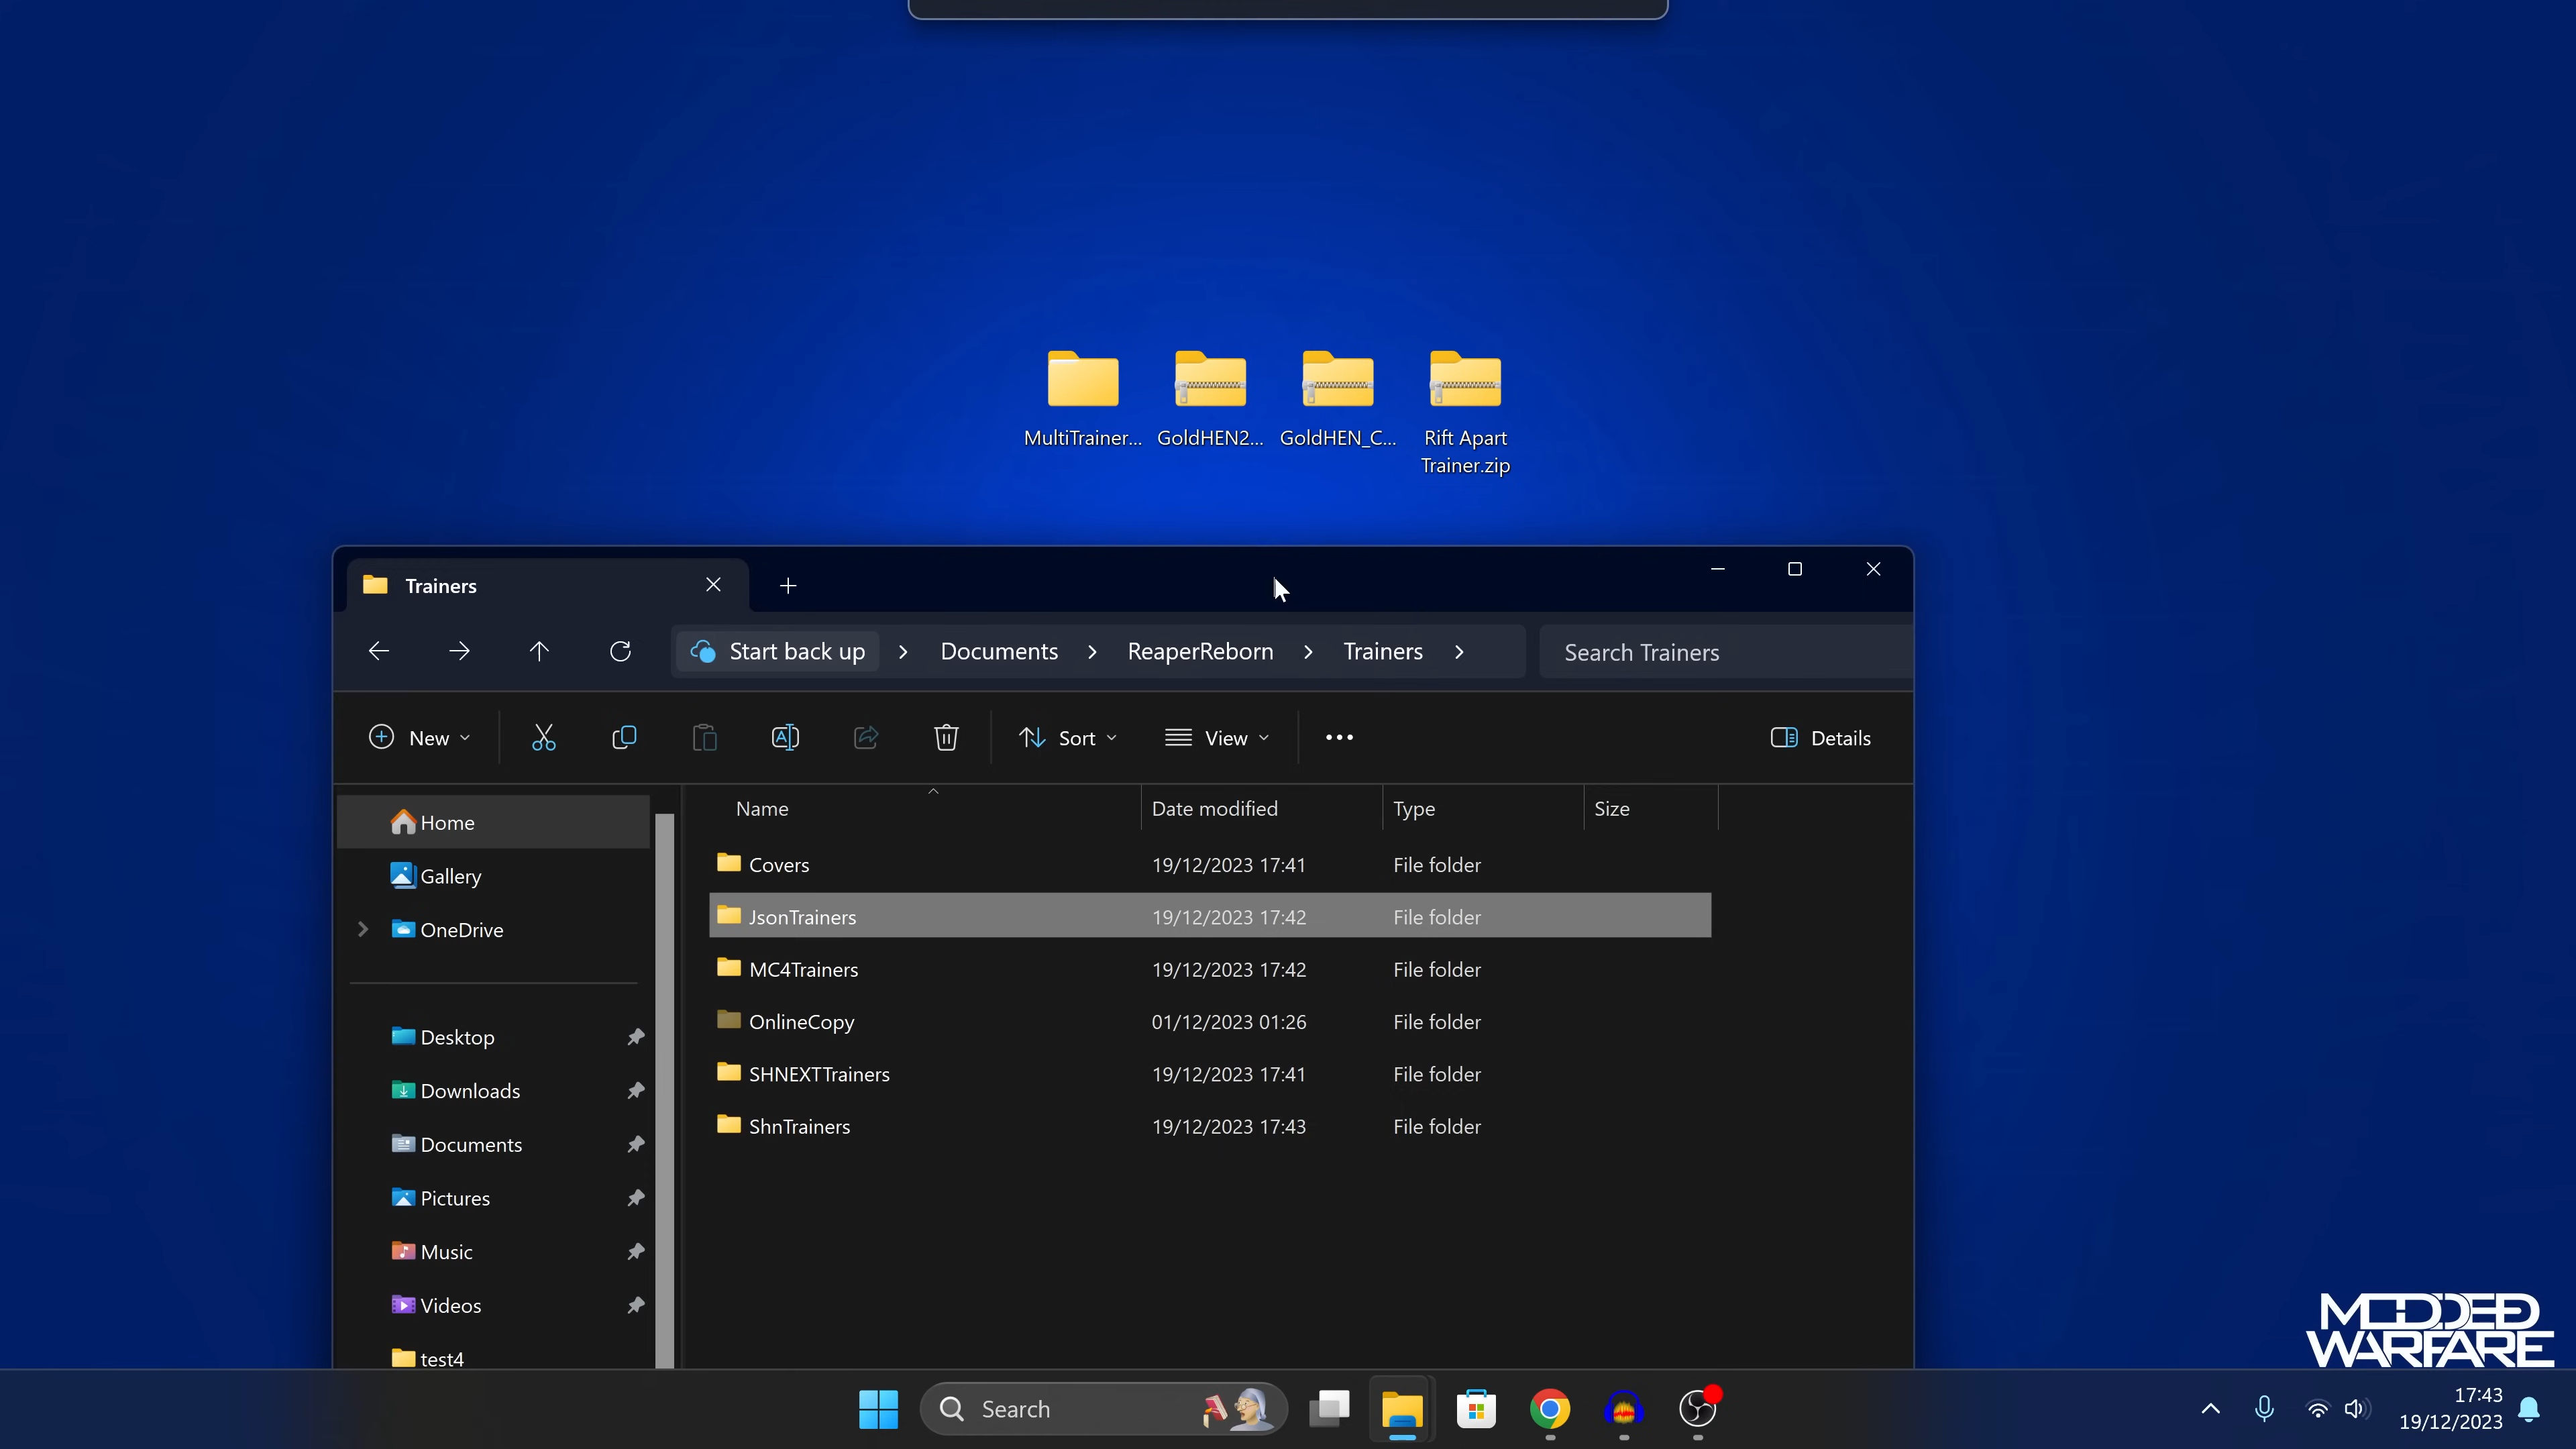 MultiTrainer...
GoldHEN2...
GoldHEN_C...
Rift Apart
Trainer.zip
Trainers
Start back up
Documents
ReaperReborn
Trainers
Search Trainers
New
Sort
View
Details
Name
Date modified
Type
Size
Home
Gallery
OneDrive
Desktop
Downloads
Documents
Pictures
Music
Videos
test4
Covers 19/12/2023 17:41 File folder
JsonTrainers 19/12/2023 17:42 File folder
MC4Trainers 19/12/2023 17:42 File folder
OnlineCopy 01/12/2023 01:26 File folder
SHNEXTTrainers 19/12/2023 17:41 File folder
ShnTrainers 19/12/2023 17:43 File folder
MODDED
WARFARE
Search
17:43
19/12/2023